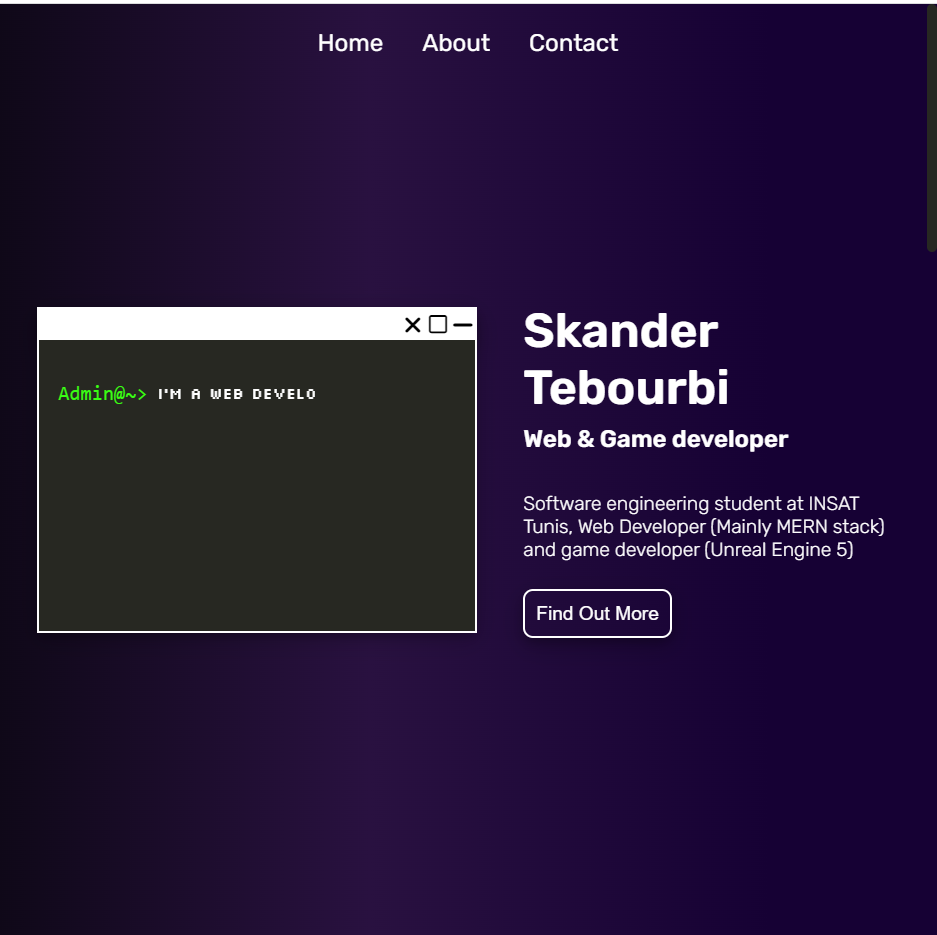 Home About Contact
Admin@~> I'M A WEB DEVELO
Skander
Tebourbi
Web & Game developer
Software engineering student at INSAT
Tunis, Web Developer (Mainly MERN stack)
and game developer (Unreal Engine 5)
Find Out More